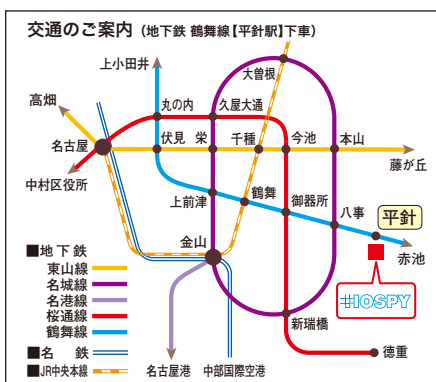 交通のご案内 (地下鉄 鶴舞線【平針駅】下車)
上小田井
大曽根
高畑
丸の内
久屋大通
名古屋
伏見
栄
千種
今池
本山
藤が丘
中村区役所
上前津
鶴舞
御器所
八事
平針
赤池
金山
HOSPY
■地下鉄
東山線
名城線
名港線
桜通線
鶴舞線
■名鉄
■JR中央本線
新瑞橋
徳重
名古屋港
中部国際空港